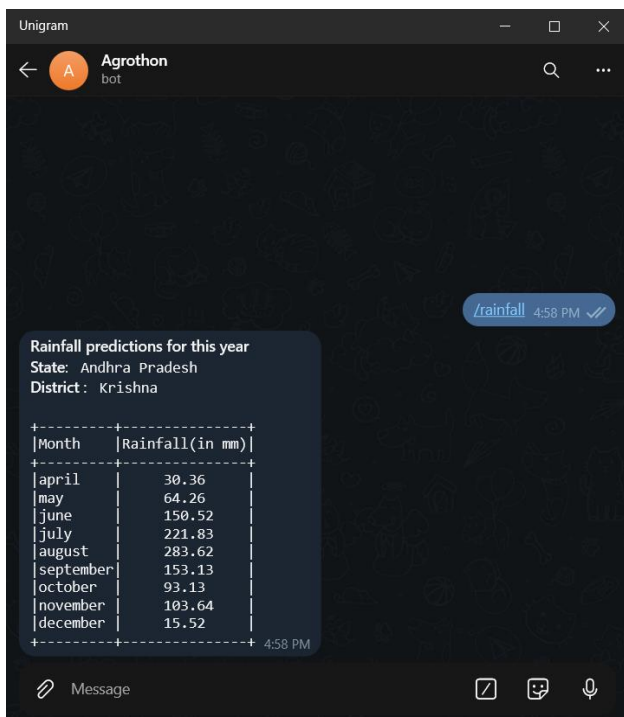 Unigram
A
Agrothon
bot
/rainfall 4:58 PM
Rainfall predictions for this year
State: Andhra Pradesh
District: Krishna
+---------+---------------+
|Month    |Rainfall(in mm)|
+---------+---------------+
|april    |     30.36     |
|may      |     64.26     |
|june     |     150.52    |
|july     |     221.83    |
|august   |     283.62    |
|september|     153.13    |
|october  |     93.13     |
|november |     103.64    |
|december |     15.52     |
+---------+---------------+ 4:58 PM
Message